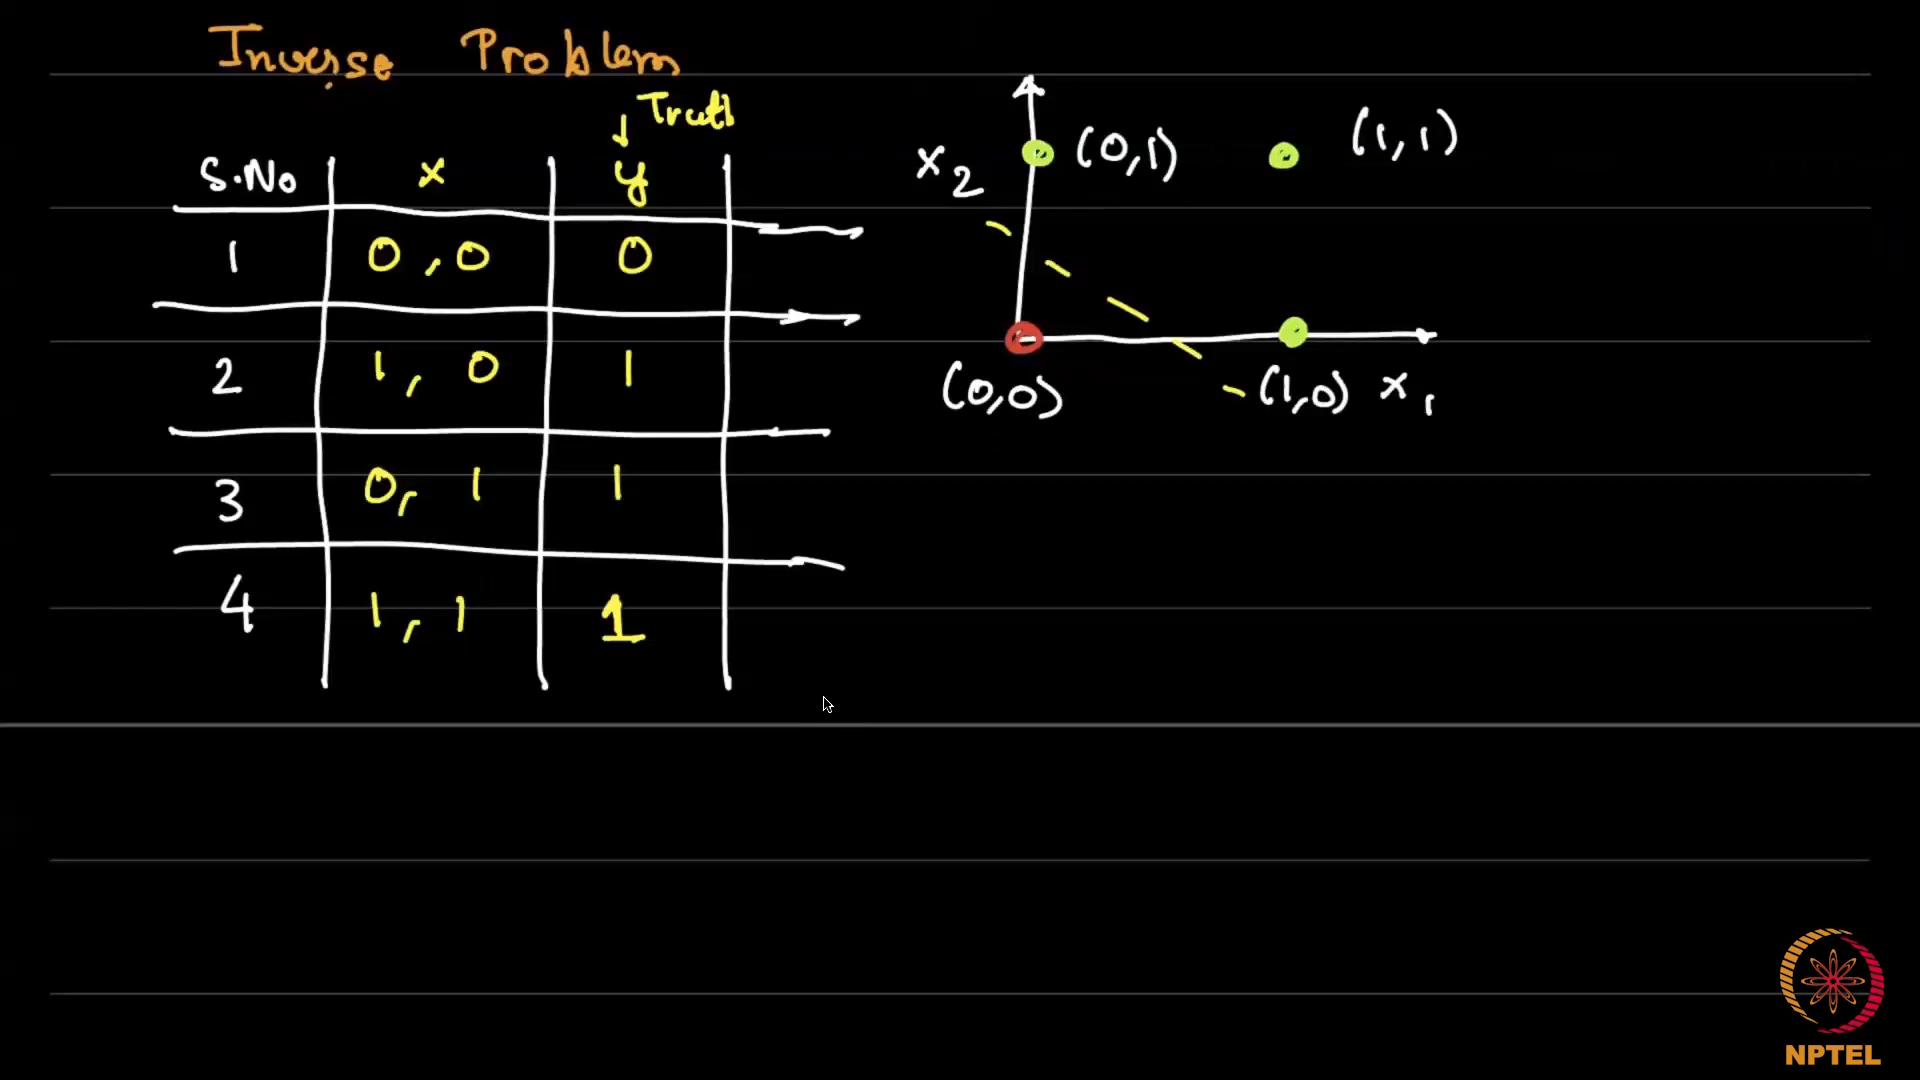 Inverse Problem
↓ Truth
S.No x y
1 0,0 0
2 1, 0 1
3 0, 1 1
4 1, 1 1
x2 (0,1) (1,1)
(0,0) (1,0) x1
NPTEL